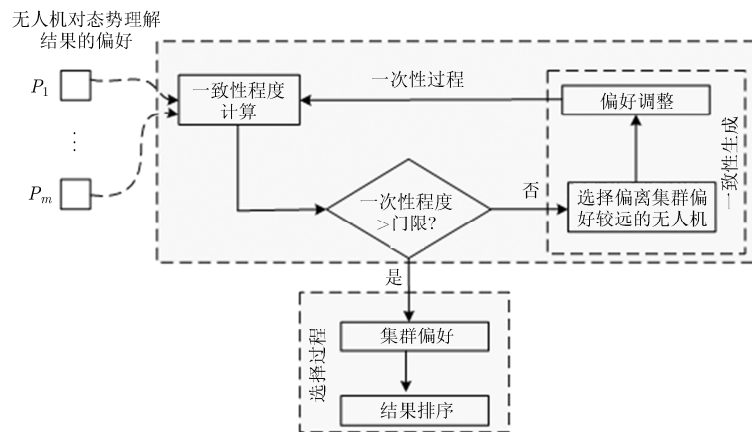 无人机对态势理解
结果的偏好
P1
⋮
Pm
一致性程度
计算
一次性过程
偏好调整
一致性生成
选择偏离集群偏
好较远的无人机
一次性程度
>门限?
否
是
选择过程
集群偏好
结果排序